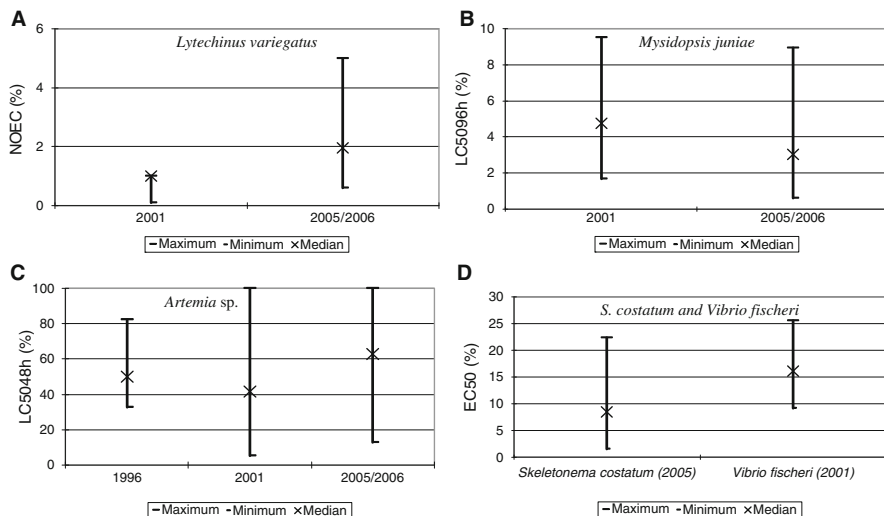 A
Lytechinus variegatus
NOEC (%)
6
4
2
0
2001 2005/2006
Maximum Minimum Median
B
Mysidopsis juniae
LC5096h (%)
10
8
6
4
2
0
2001 2005/2006
Maximum Minimum Median
C
Artemia sp.
LC5048h (%)
100
80
60
40
20
0
1996 2001 2005/2006
Maximum Minimum Median
D
S. costatum and Vibrio fischeri
EC50 (%)
30
25
20
15
10
5
0
Skeletonema costatum (2005) Vibrio fischeri (2001)
Maximum Minimum Median